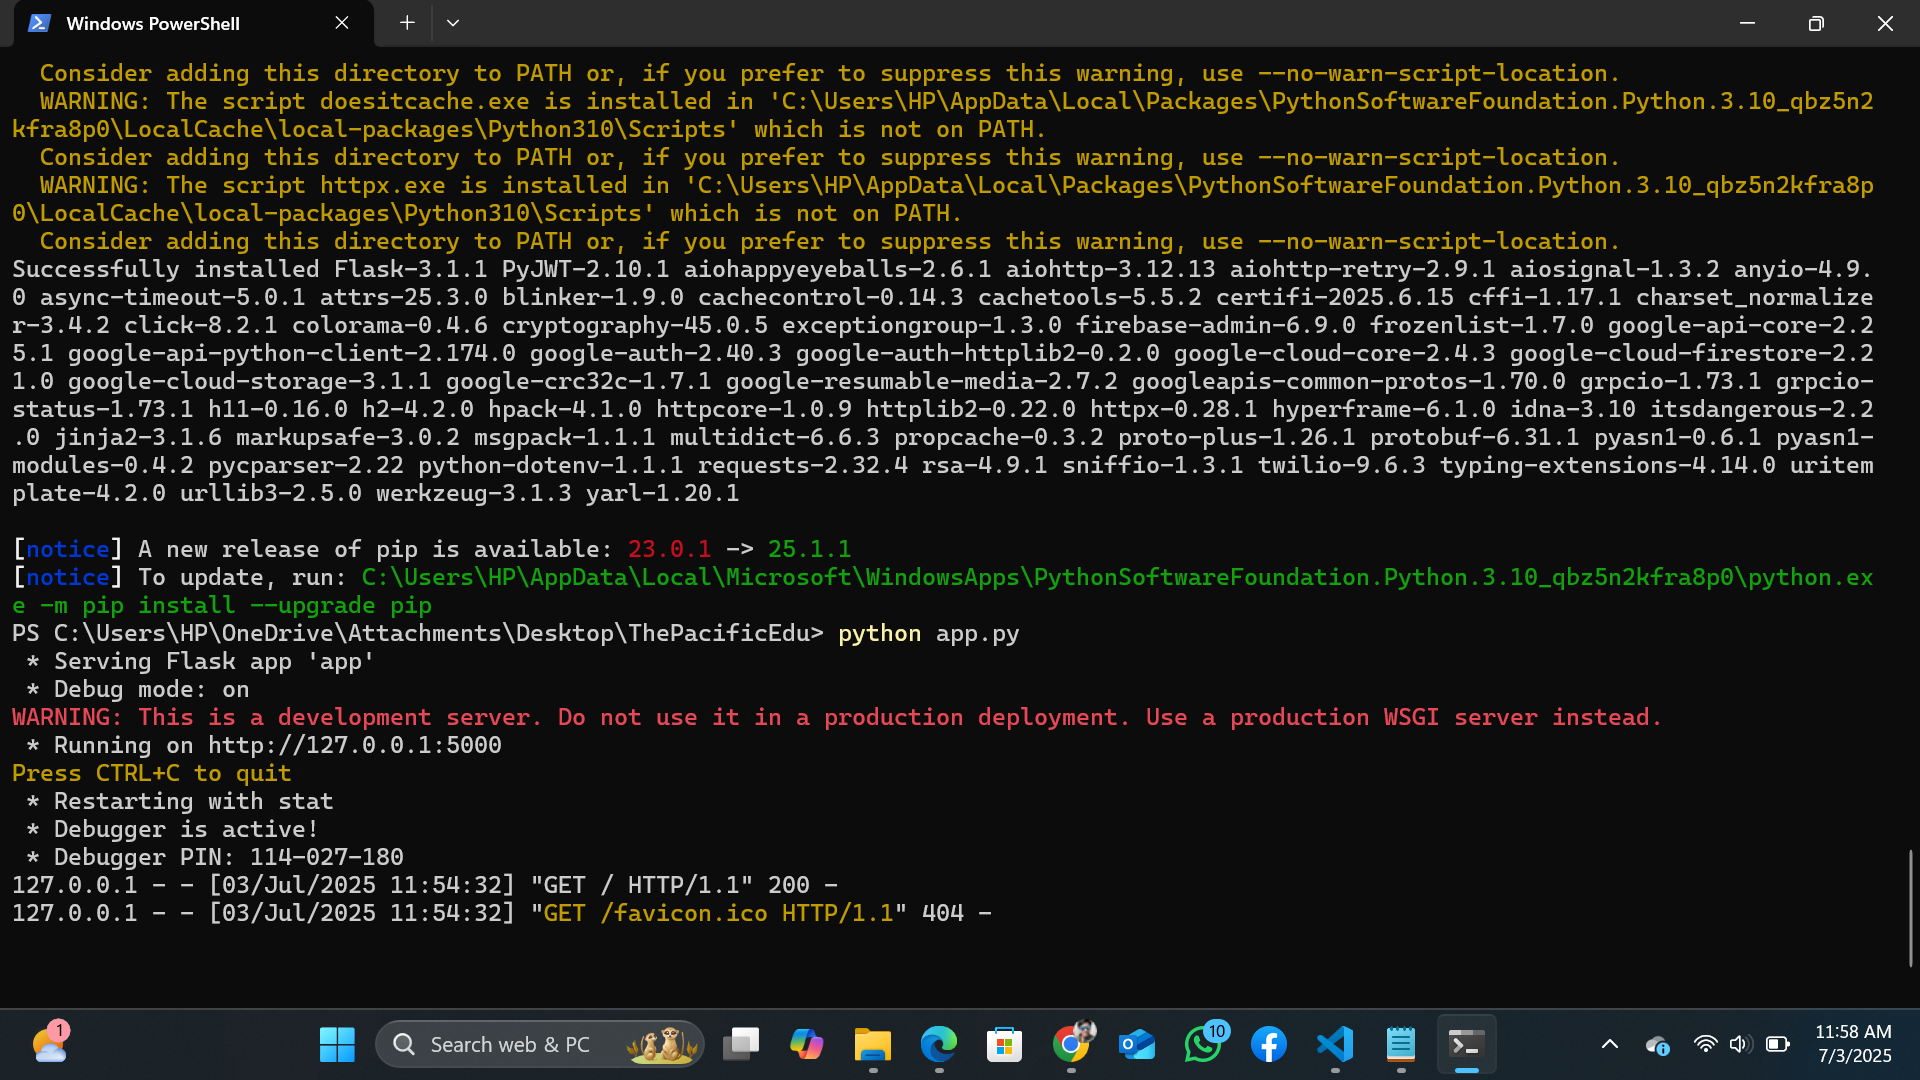 Windows PowerShell
  Consider adding this directory to PATH or, if you prefer to suppress this warning, use --no-warn-script-location.
  WARNING: The script doesitcache.exe is installed in 'C:\Users\HP\AppData\Local\Packages\PythonSoftwareFoundation.Python.3.10_qbz5n2
kfra8p0\LocalCache\local-packages\Python310\Scripts' which is not on PATH.
  Consider adding this directory to PATH or, if you prefer to suppress this warning, use --no-warn-script-location.
  WARNING: The script httpx.exe is installed in 'C:\Users\HP\AppData\Local\Packages\PythonSoftwareFoundation.Python.3.10_qbz5n2kfra8p
0\LocalCache\local-packages\Python310\Scripts' which is not on PATH.
  Consider adding this directory to PATH or, if you prefer to suppress this warning, use --no-warn-script-location.
Successfully installed Flask-3.1.1 PyJWT-2.10.1 aiohappyeyeballs-2.6.1 aiohttp-3.12.13 aiohttp-retry-2.9.1 aiosignal-1.3.2 anyio-4.9.
0 async-timeout-5.0.1 attrs-25.3.0 blinker-1.9.0 cachecontrol-0.14.3 cachetools-5.5.2 certifi-2025.6.15 cffi-1.17.1 charset_normalize
r-3.4.2 click-8.2.1 colorama-0.4.6 cryptography-45.0.5 exceptiongroup-1.3.0 firebase-admin-6.9.0 frozenlist-1.7.0 google-api-core-2.2
5.1 google-api-python-client-2.174.0 google-auth-2.40.3 google-auth-httplib2-0.2.0 google-cloud-core-2.4.3 google-cloud-firestore-2.2
1.0 google-cloud-storage-3.1.1 google-crc32c-1.7.1 google-resumable-media-2.7.2 googleapis-common-protos-1.70.0 grpcio-1.73.1 grpcio-
status-1.73.1 h11-0.16.0 h2-4.2.0 hpack-4.1.0 httpcore-1.0.9 httplib2-0.22.0 httpx-0.28.1 hyperframe-6.1.0 idna-3.10 itsdangerous-2.2
.0 jinja2-3.1.6 markupsafe-3.0.2 msgpack-1.1.1 multidict-6.6.3 propcache-0.3.2 proto-plus-1.26.1 protobuf-6.31.1 pyasn1-0.6.1 pyasn1-
modules-0.4.2 pycparser-2.22 python-dotenv-1.1.1 requests-2.32.4 rsa-4.9.1 sniffio-1.3.1 twilio-9.6.3 typing-extensions-4.14.0 uritem
plate-4.2.0 urllib3-2.5.0 werkzeug-3.1.3 yarl-1.20.1
[notice] A new release of pip is available: 23.0.1 -> 25.1.1
[notice] To update, run: C:\Users\HP\AppData\Local\Microsoft\WindowsApps\PythonSoftwareFoundation.Python.3.10_qbz5n2kfra8p0\python.ex
e -m pip install --upgrade pip
PS C:\Users\HP\OneDrive\Attachments\Desktop\ThePacificEdu> python app.py
 * Serving Flask app 'app'
 * Debug mode: on
WARNING: This is a development server. Do not use it in a production deployment. Use a production WSGI server instead.
 * Running on http://127.0.0.1:5000
Press CTRL+C to quit
 * Restarting with stat
 * Debugger is active!
 * Debugger PIN: 114-027-180
127.0.0.1 - - [03/Jul/2025 11:54:32] "GET / HTTP/1.1" 200 -
127.0.0.1 - - [03/Jul/2025 11:54:32] "GET /favicon.ico HTTP/1.1" 404 -
1
Search web & PC
10
11:58 AM
7/3/2025